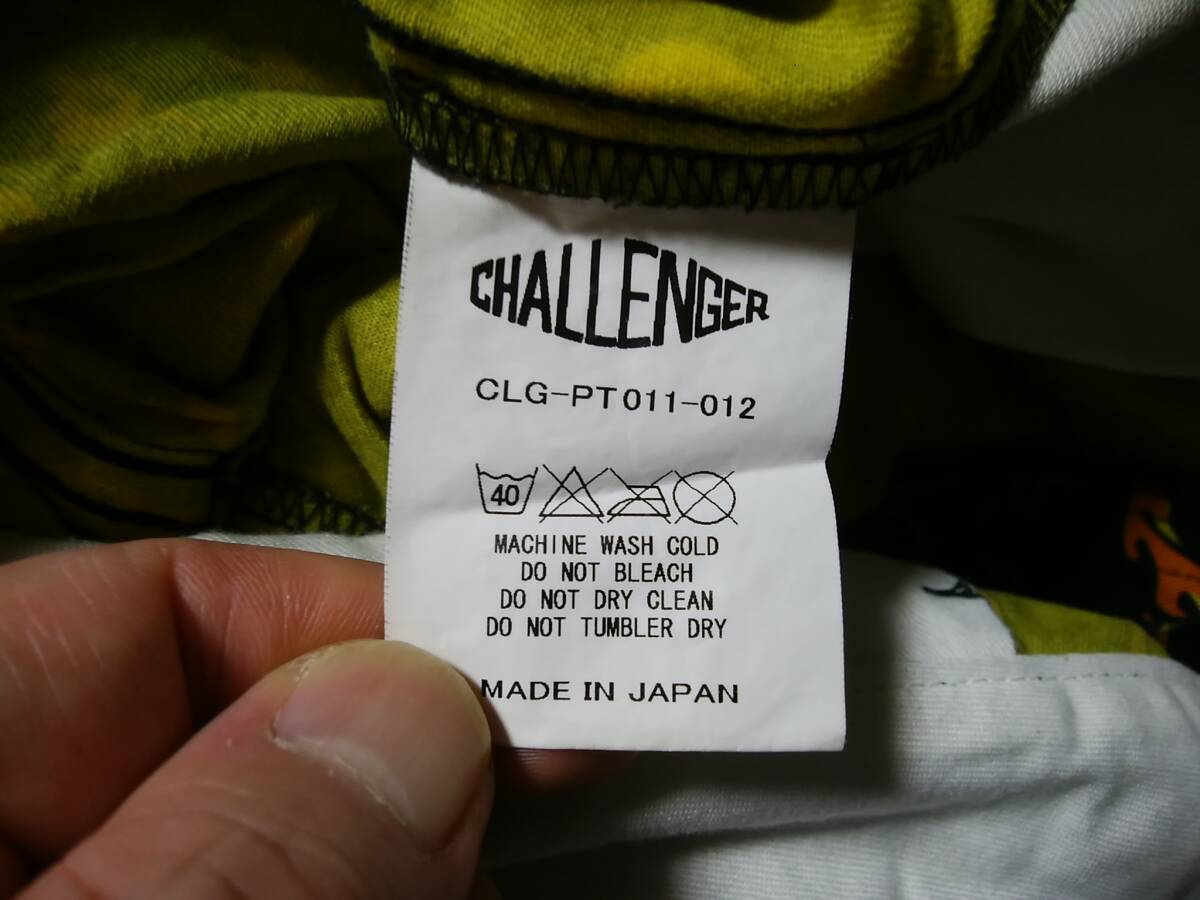 CHALLENGER
CLG-PT011-012
40
MACHINE WASH COLD
DO NOT BLEACH
DO NOT DRY CLEAN
DO NOT TUMBLER DRY
MADE IN JAPAN